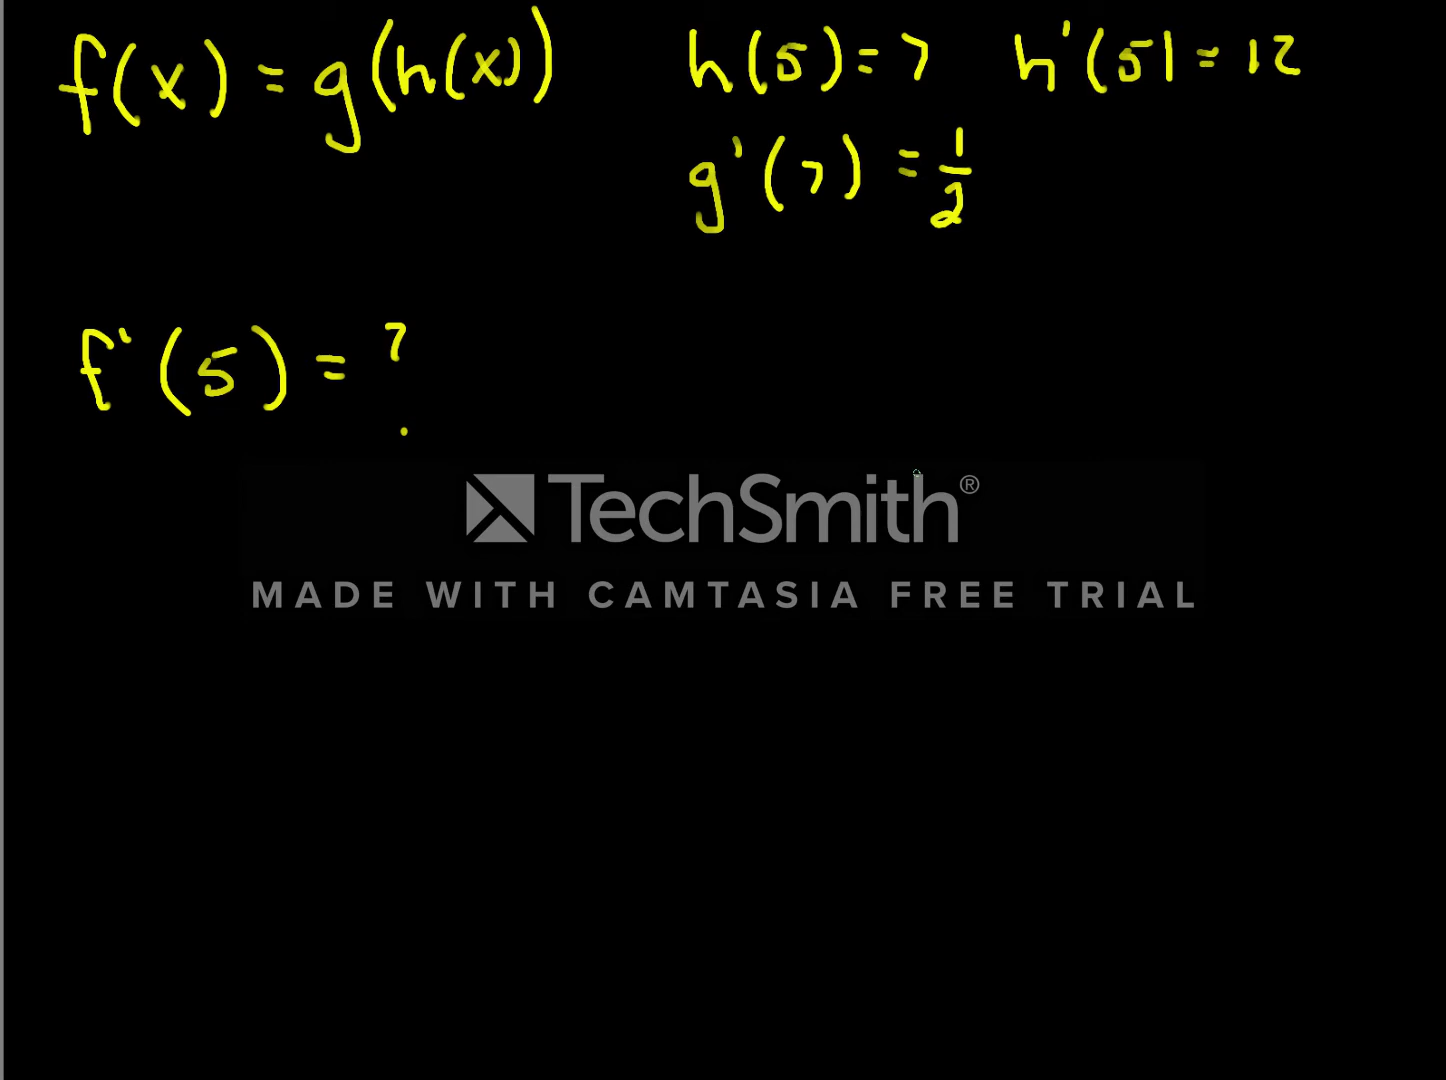 f(x) = g(h(x)) h(5) = 7 h'(5) = 12
g'(7) = 1/2
f'(5) = ?
TechSmith®
MADE WITH CAMTASIA FREE TRIAL